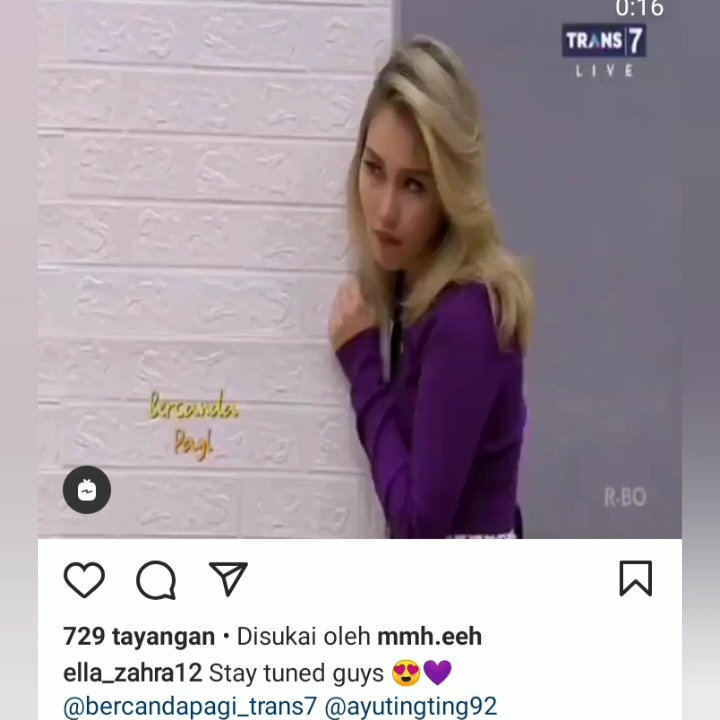 0:16
TRANS|7
LIVE
Bercanda
Pagi
R-BO
729 tayangan • Disukai oleh mmh.eeh
ella_zahra12 Stay tuned guys 😍💜
@bercandapagi_trans7 @ayutingting92